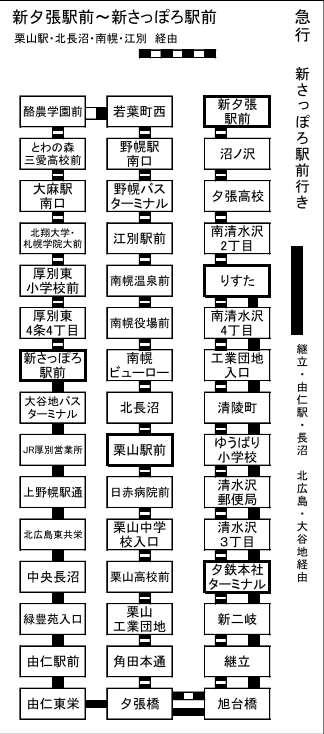 新夕張駅前～新さっぽろ駅前
栗山駅・北長沼・南幌・江別　経由
急行　新さっぽろ駅前行き
継立・由仁駅・長沼　北広島・大谷地経由
新夕張
駅前
沼ノ沢
夕張高校
南清水沢
2丁目
りすた
南清水沢
4丁目
工業団地
入口
清陵町
ゆうばり
小学校
清水沢
郵便局
清水沢
3丁目
夕鉄本社
ターミナル
新二岐
継立
旭台橋
若葉町西
野幌駅
南口
野幌バス
ターミナル
江別駅前
南幌温泉前
南幌役場前
南幌
ビューロー
北長沼
栗山駅前
日赤病院前
栗山中学
校入口
栗山高校前
栗山
工業団地
角田本通
夕張橋
酪農学園前
とわの森
三愛高校前
大麻駅
南口
北翔大学・
札幌学院大前
厚別東
小学校前
厚別東
4条4丁目
新さっぽろ
駅前
大谷地バス
ターミナル
JR厚別営業所
上野幌駅通
北広島東共栄
中央長沼
緑豊苑入口
由仁駅前
由仁東栄